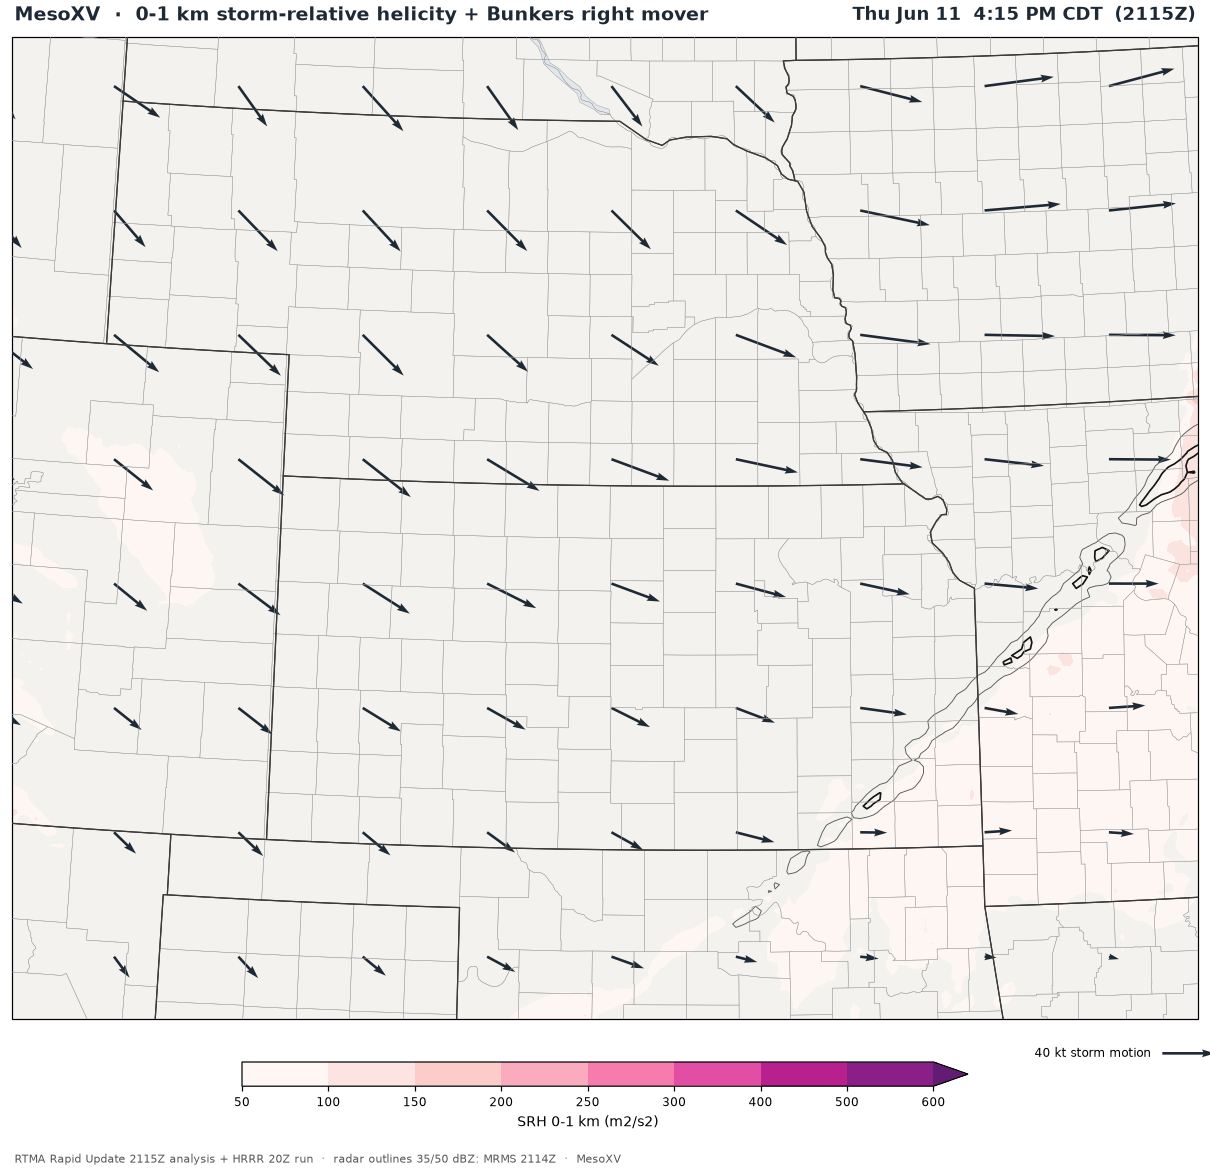 MesoXV · 0-1 km storm-relative helicity + Bunkers right mover
Thu Jun 11 4:15 PM CDT (2115Z)
40 kt storm motion
50 100 150 200 250 300 400 500 600
SRH 0-1 km (m2/s2)
RTMA Rapid Update 2115Z analysis + HRRR 20Z run · radar outlines 35/50 dBZ: MRMS 2114Z · MesoXV